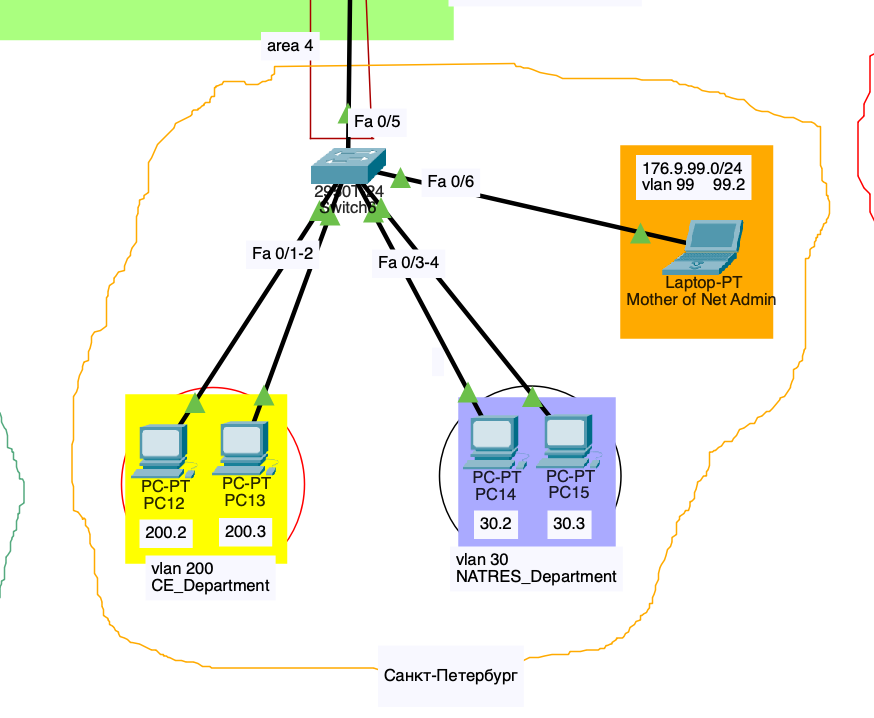 area 4
Fa 0/5
2950T-24
Switch6
Fa 0/6
176.9.99.0/24
vlan 99 99.2
Laptop-PT
Mother of Net Admin
Fa 0/1-2
Fa 0/3-4
PC-PT
PC12
PC-PT
PC13
PC-PT
PC14
PC-PT
PC15
200.2
200.3
30.2
30.3
vlan 200
CE_Department
vlan 30
NATRES_Department
Санкт-Петербург